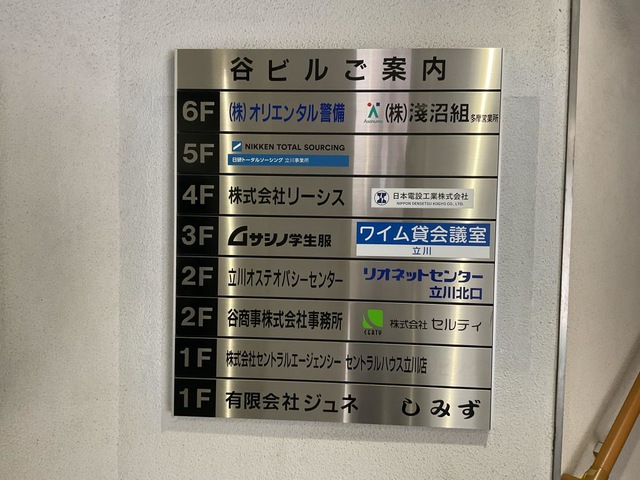 谷ビルご案内
6F (株)オリエンタル警備 Asanuma (株)淺沼組 多摩営業所
5F NIKKEN TOTAL SOURCING
日研トータルソーシング 立川事業所
4F 株式会社リーシス 日本電設工業株式会社
NIPPON DENSETSU KOGYO CO., LTD.
3F ムサシノ学生服 ワイム貸会議室
立川
2F 立川オステオパシーセンター リオネットセンター
立川北口
2F 谷商事株式会社事務所 CERTY 株式会社 セルティ
1F 株式会社セントラルエージェンシー セントラルハウス立川店
1F 有限会社ジュネ しみず